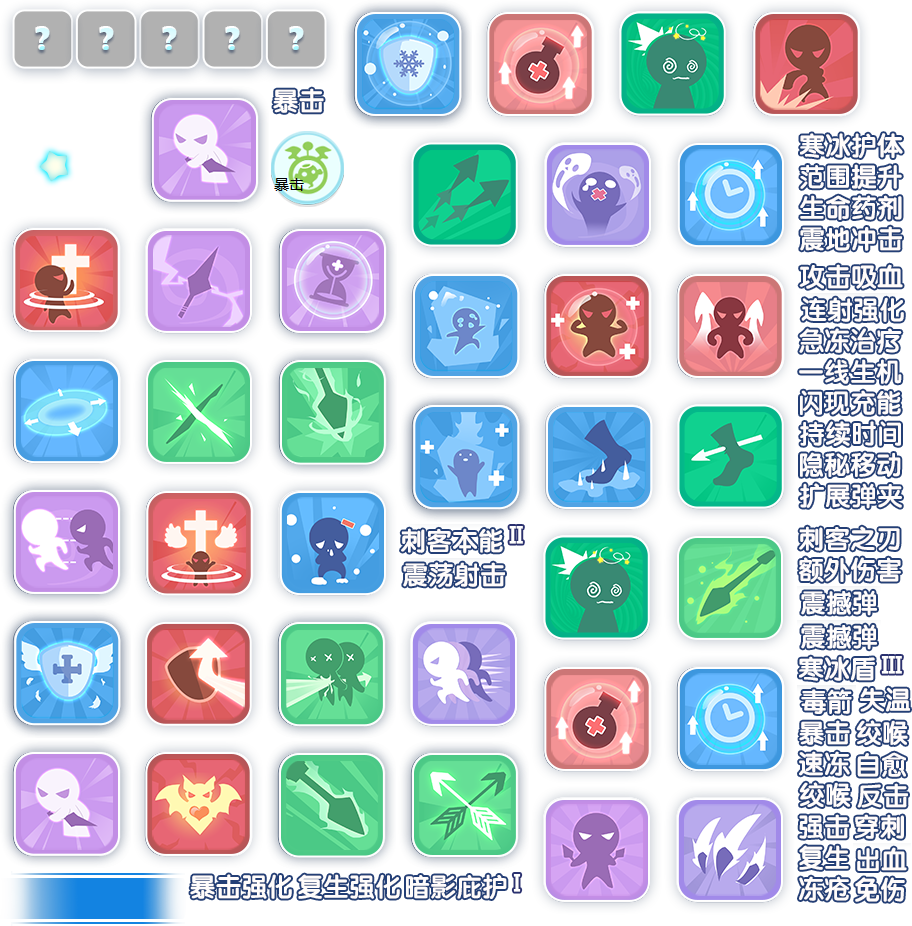 ? ? ? ? ?
暴击
暴击
寒冰护体
范围提升
生命药剂
震地冲击
攻击吸血
连射强化
急冻治疗
一线生机
闪现充能
持续时间
隐秘移动
扩展弹夹
刺客本能 II
震荡射击
刺客之刃
额外伤害
震撼弹
震撼弹
寒冰盾 III
毒箭 失温
暴击 绞喉
速冻 自愈
绞喉 反击
强击 穿刺
复生 出血
冻疮 免伤
暴击强化 复生强化 暗影庇护 I